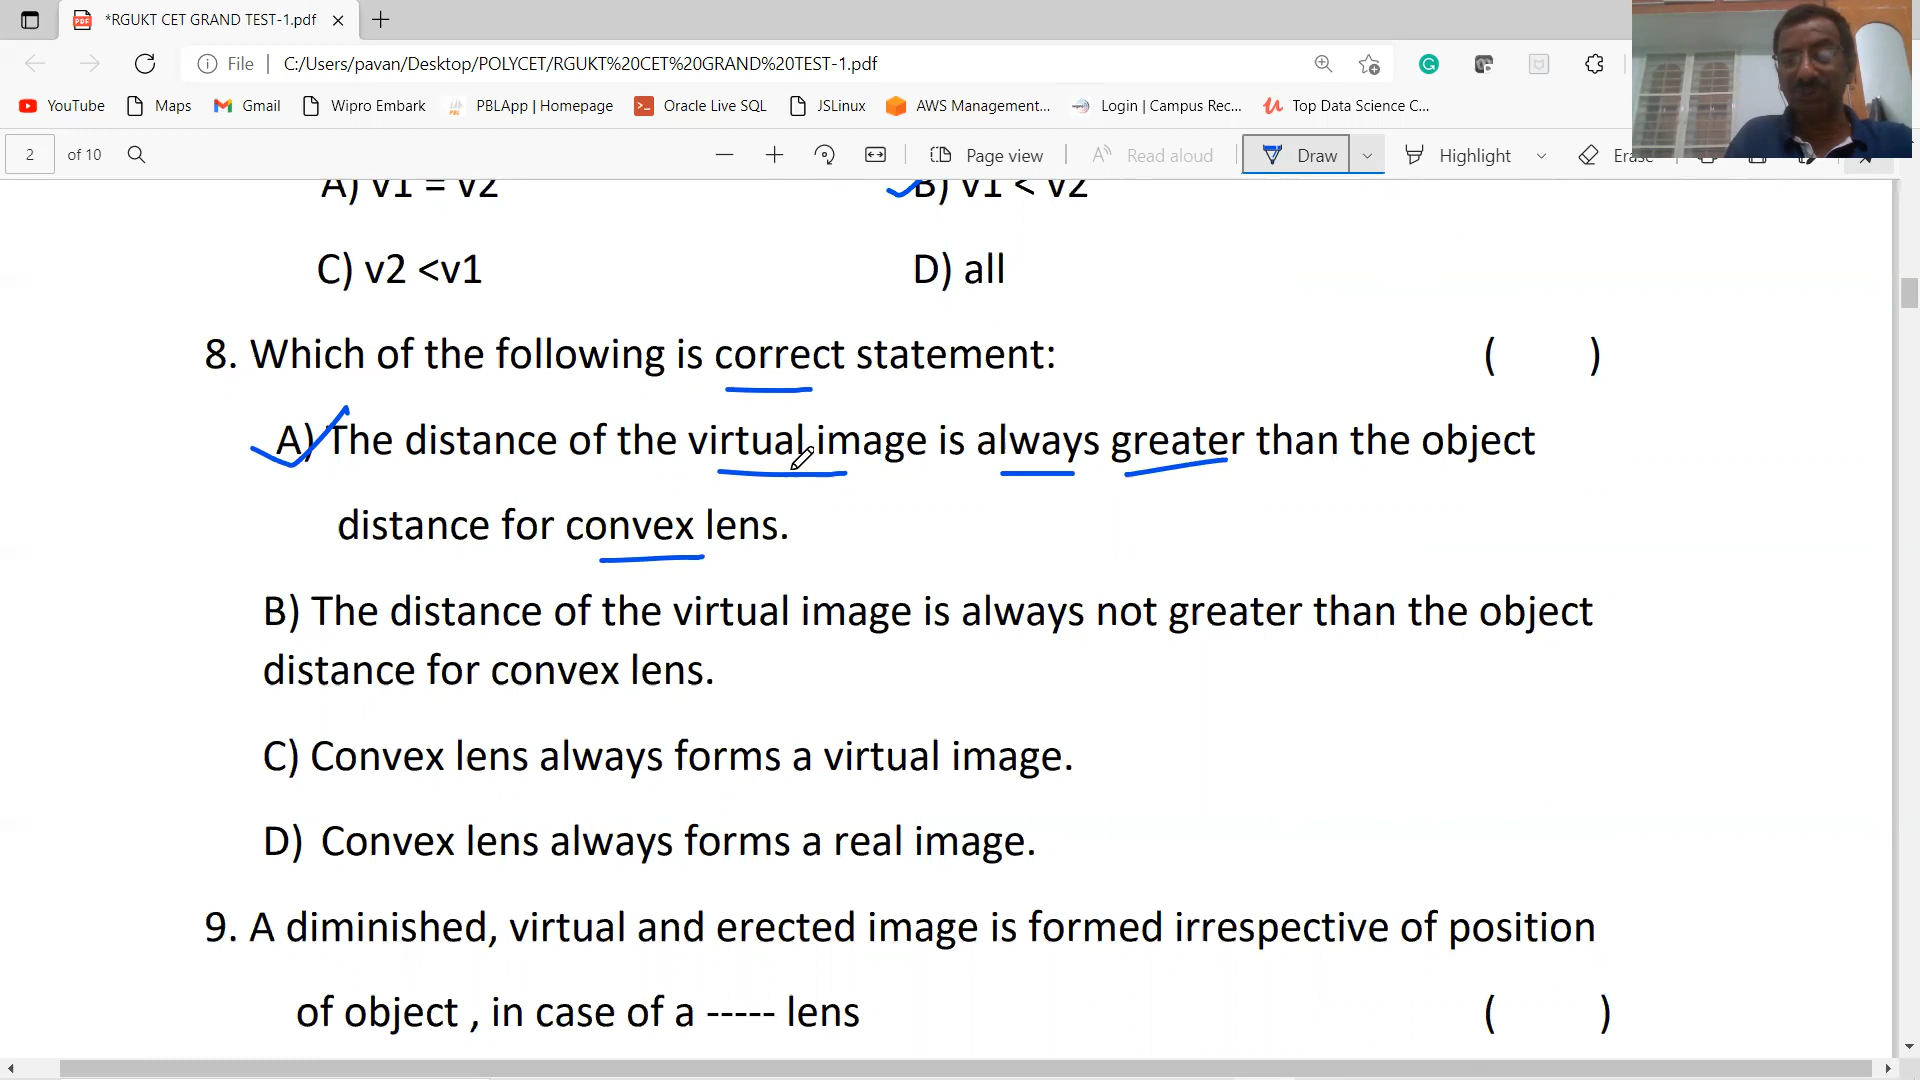 *RGUKT CET GRAND TEST-1.pdf
File | C:/Users/pavan/Desktop/POLYCET/RGUKT%20CET%20GRAND%20TEST-1.pdf
YouTube Maps Gmail Wipro Embark PBLApp | Homepage Oracle Live SQL JSLinux AWS Management... Login | Campus Rec... Top Data Science C...
2 of 10 Page view Read aloud Draw Highlight Erase
A) v1 = v2 B) v1 < v2
C) v2 <v1 D) all
8. Which of the following is correct statement: ( )
A) The distance of the virtual image is always greater than the object
distance for convex lens.
B) The distance of the virtual image is always not greater than the object
distance for convex lens.
C) Convex lens always forms a virtual image.
D) Convex lens always forms a real image.
9. A diminished, virtual and erected image is formed irrespective of position
of object , in case of a ----- lens ( )